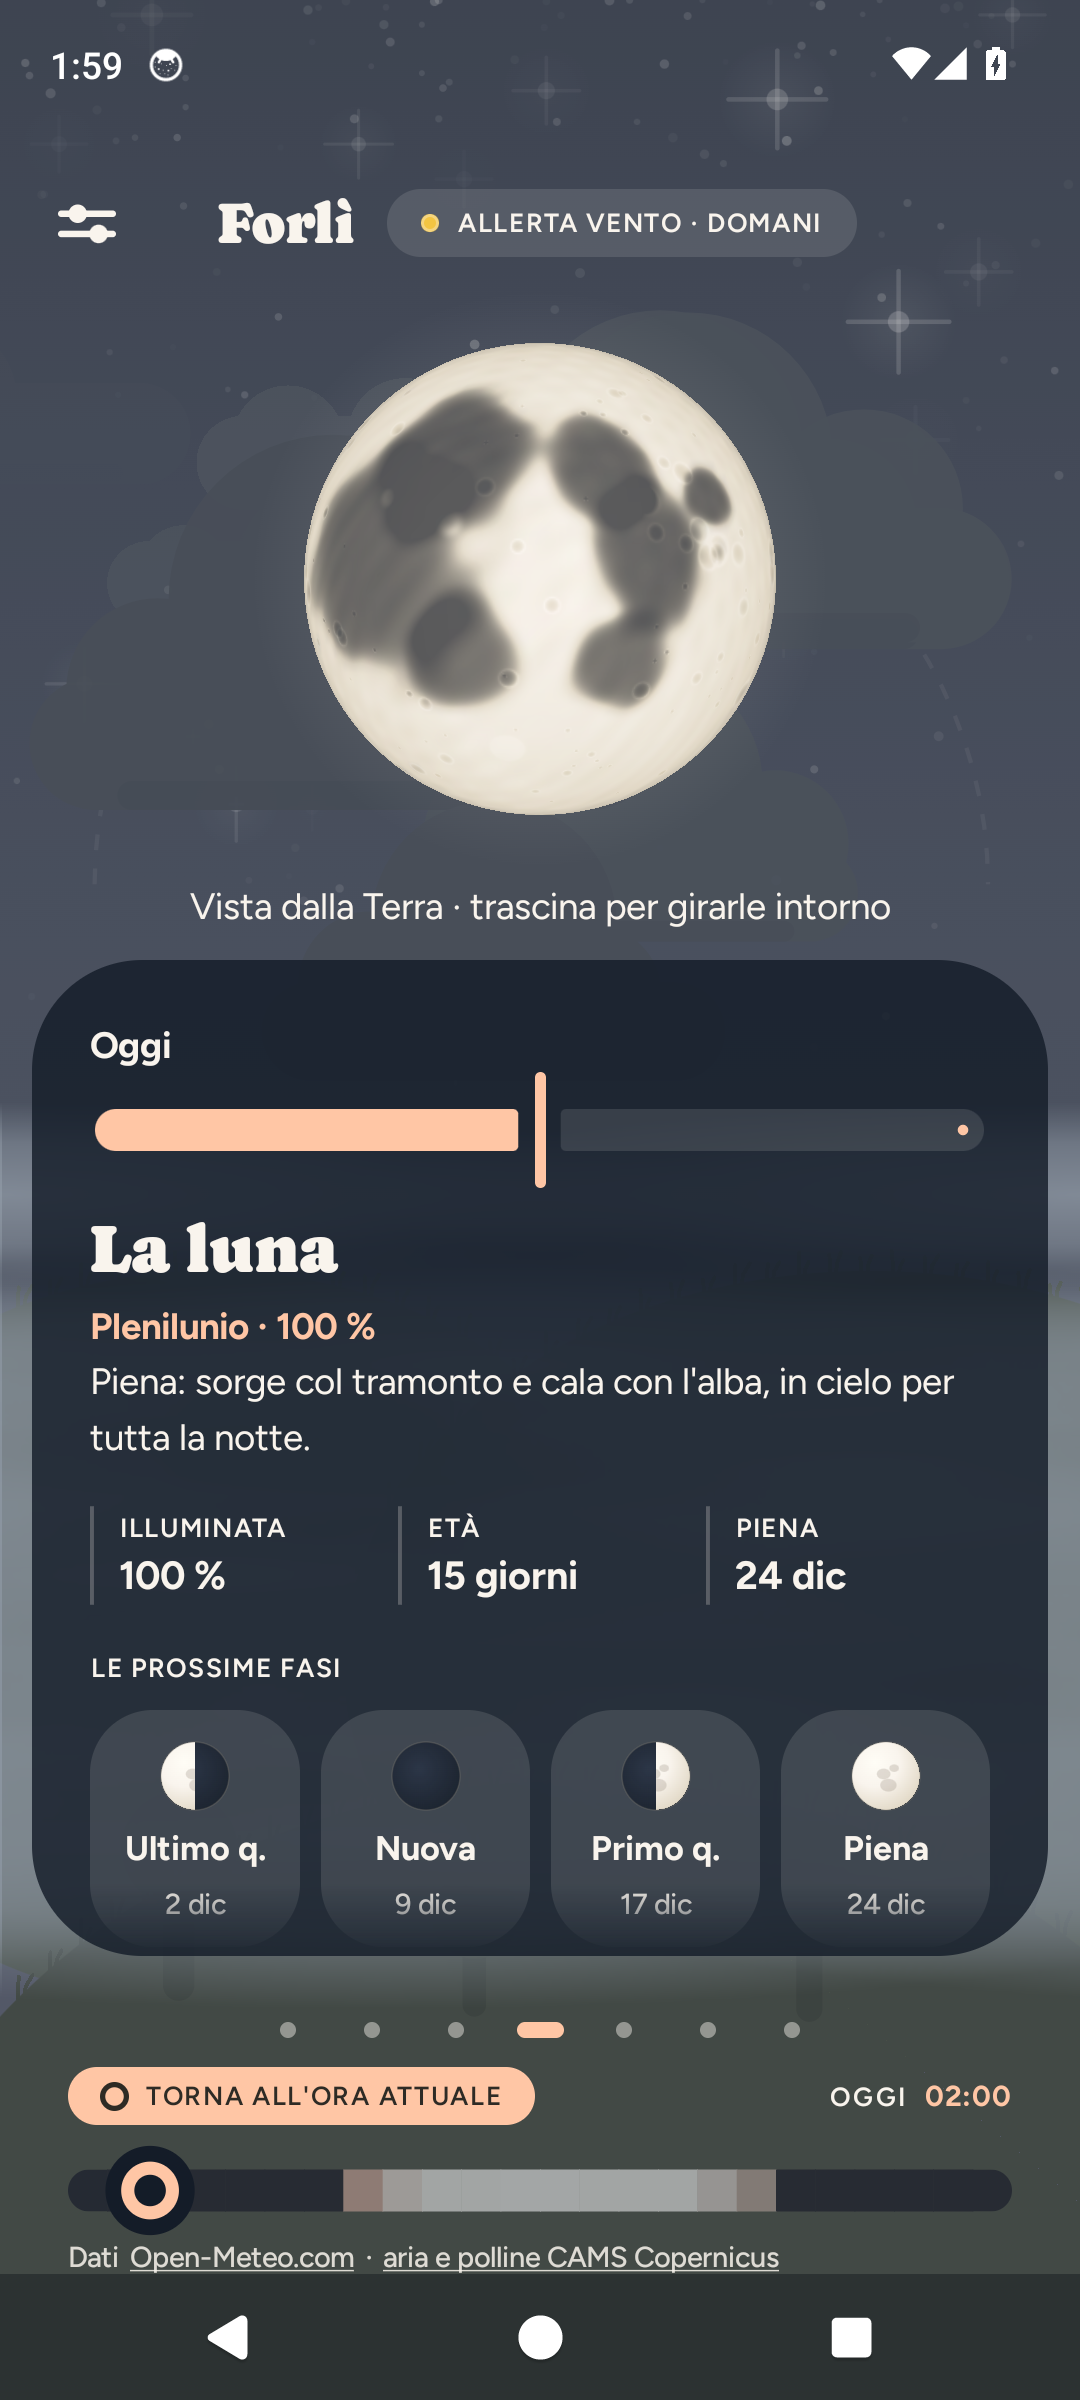 1:59
Forlì
ALLERTA VENTO · DOMANI
Vista dalla Terra · trascina per girarle intorno
Oggi
La luna
Plenilunio · 100 %
Piena: sorge col tramonto e cala con l'alba, in cielo per
tutta la notte.
ILLUMINATA
100 %
ETÀ
15 giorni
PIENA
24 dic
LE PROSSIME FASI
Ultimo q.
2 dic
Nuova
9 dic
Primo q.
17 dic
Piena
24 dic
TORNA ALL'ORA ATTUALE
OGGI 02:00
Dati Open-Meteo.com · aria e polline CAMS Copernicus